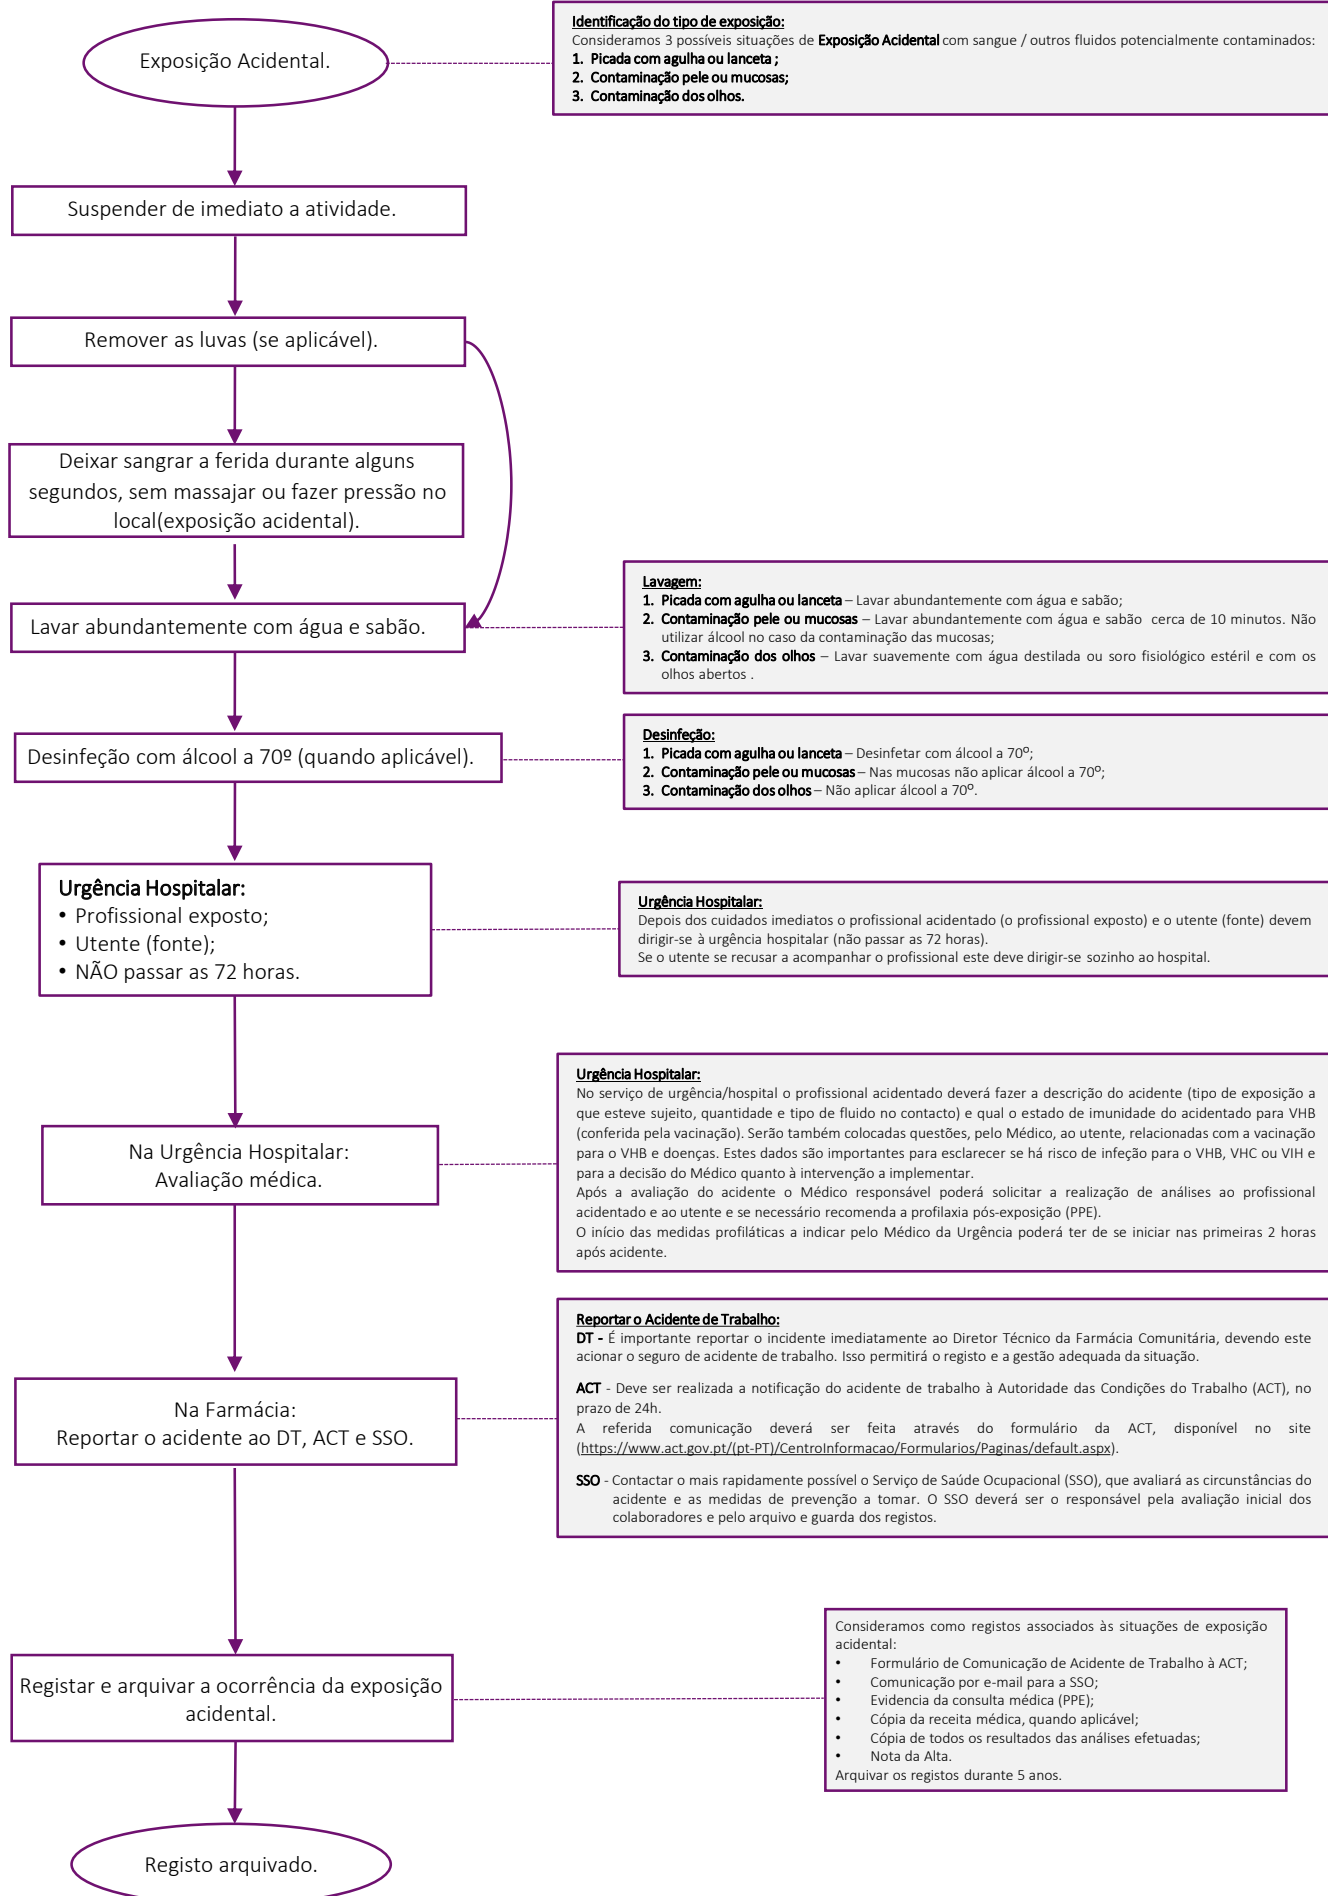 Exposição Acidental.
Identificação do tipo de exposição:
Consideramos 3 possíveis situações de Exposição Acidental com sangue / outros fluidos potencialmente contaminados:
1. Picada com agulha ou lanceta ;
2. Contaminação pele ou mucosas;
3. Contaminação dos olhos.
Suspender de imediato a atividade.
Remover as luvas (se aplicável).
Deixar sangrar a ferida durante alguns
segundos, sem massajar ou fazer pressão no
local(exposição acidental).
Lavar abundantemente com água e sabão.
Lavagem:
1. Picada com agulha ou lanceta – Lavar abundantemente com água e sabão;
2. Contaminação pele ou mucosas – Lavar abundantemente com água e sabão cerca de 10 minutos. Não
utilizar álcool no caso da contaminação das mucosas;
3. Contaminação dos olhos – Lavar suavemente com água destilada ou soro fisiológico estéril e com os
olhos abertos .
Desinfeção com álcool a 70º (quando aplicável).
Desinfeção:
1. Picada com agulha ou lanceta – Desinfetar com álcool a 70º;
2. Contaminação pele ou mucosas – Nas mucosas não aplicar álcool a 70º;
3. Contaminação dos olhos – Não aplicar álcool a 70º.
Urgência Hospitalar:
• Profissional exposto;
• Utente (fonte);
• NÃO passar as 72 horas.
Urgência Hospitalar:
Depois dos cuidados imediatos o profissional acidentado (o profissional exposto) e o utente (fonte) devem
dirigir-se à urgência hospitalar (não passar as 72 horas).
Se o utente se recusar a acompanhar o profissional este deve dirigir-se sozinho ao hospital.
Na Urgência Hospitalar:
Avaliação médica.
Urgência Hospitalar:
No serviço de urgência/hospital o profissional acidentado deverá fazer a descrição do acidente (tipo de exposição a
que esteve sujeito, quantidade e tipo de fluido no contacto) e qual o estado de imunidade do acidentado para VHB
(conferida pela vacinação). Serão também colocadas questões, pelo Médico, ao utente, relacionadas com a vacinação
para o VHB e doenças. Estes dados são importantes para esclarecer se há risco de infeção para o VHB, VHC ou VIH e
para a decisão do Médico quanto à intervenção a implementar.
Após a avaliação do acidente o Médico responsável poderá solicitar a realização de análises ao profissional
acidentado e ao utente e se necessário recomenda a profilaxia pós-exposição (PPE).
O início das medidas profiláticas a indicar pelo Médico da Urgência poderá ter de se iniciar nas primeiras 2 horas
após acidente.
Na Farmácia:
Reportar o acidente ao DT, ACT e SSO.
Reportar o Acidente de Trabalho:
DT - É importante reportar o incidente imediatamente ao Diretor Técnico da Farmácia Comunitária, devendo este
acionar o seguro de acidente de trabalho. Isso permitirá o registo e a gestão adequada da situação.
ACT - Deve ser realizada a notificação do acidente de trabalho à Autoridade das Condições do Trabalho (ACT), no
prazo de 24h.
A referida comunicação deverá ser feita através do formulário da ACT, disponível no site
(https://www.act.gov.pt/(pt-PT)/CentroInformacao/Formularios/Paginas/default.aspx).
SSO - Contactar o mais rapidamente possível o Serviço de Saúde Ocupacional (SSO), que avaliará as circunstâncias do
acidente e as medidas de prevenção a tomar. O SSO deverá ser o responsável pela avaliação inicial dos
colaboradores e pelo arquivo e guarda dos registos.
Registar e arquivar a ocorrência da exposição
acidental.
Consideramos como registos associados às situações de exposição
acidental:
• Formulário de Comunicação de Acidente de Trabalho à ACT;
• Comunicação por e-mail para a SSO;
• Evidencia da consulta médica (PPE);
• Cópia da receita médica, quando aplicável;
• Cópia de todos os resultados das análises efetuadas;
• Nota da Alta.
Arquivar os registos durante 5 anos.
Registo arquivado.